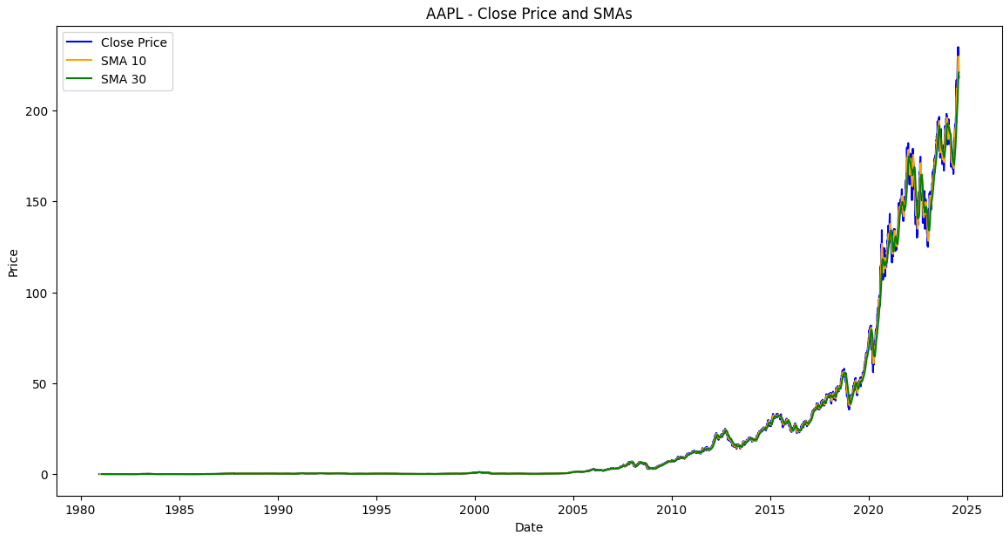 AAPL - Close Price and SMAs
Close Price
SMA 10
SMA 30
Price
200
150
100
50
0
1980 1985 1990 1995 2000 2005 2010 2015 2020 2025
Date